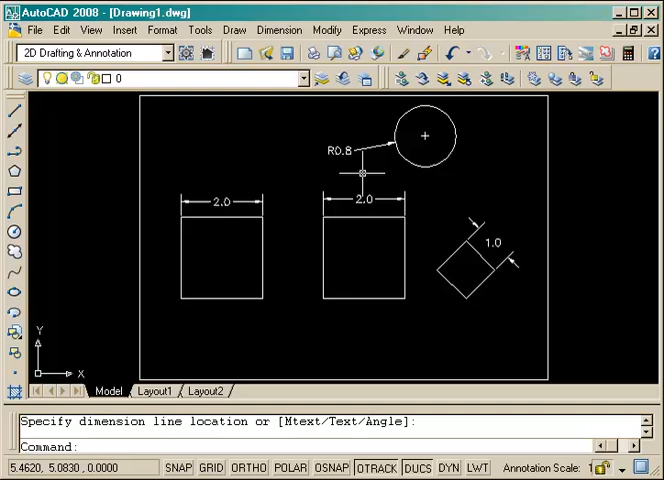 AutoCAD 2008 - [Drawing1.dwg]
File Edit View Insert Format Tools Draw Dimension Modify Express Window Help
2D Drafting & Annotation
0
R0.8
2.0
2.0
1.0
Y
X
Model Layout1 Layout2
Specify dimension line location or [Mtext/Text/Angle]:
Command:
5.4620, 5.0830, 0.0000 SNAP GRID ORTHO POLAR OSNAP OTRACK DUCS DYN LWT Annotation Scale: